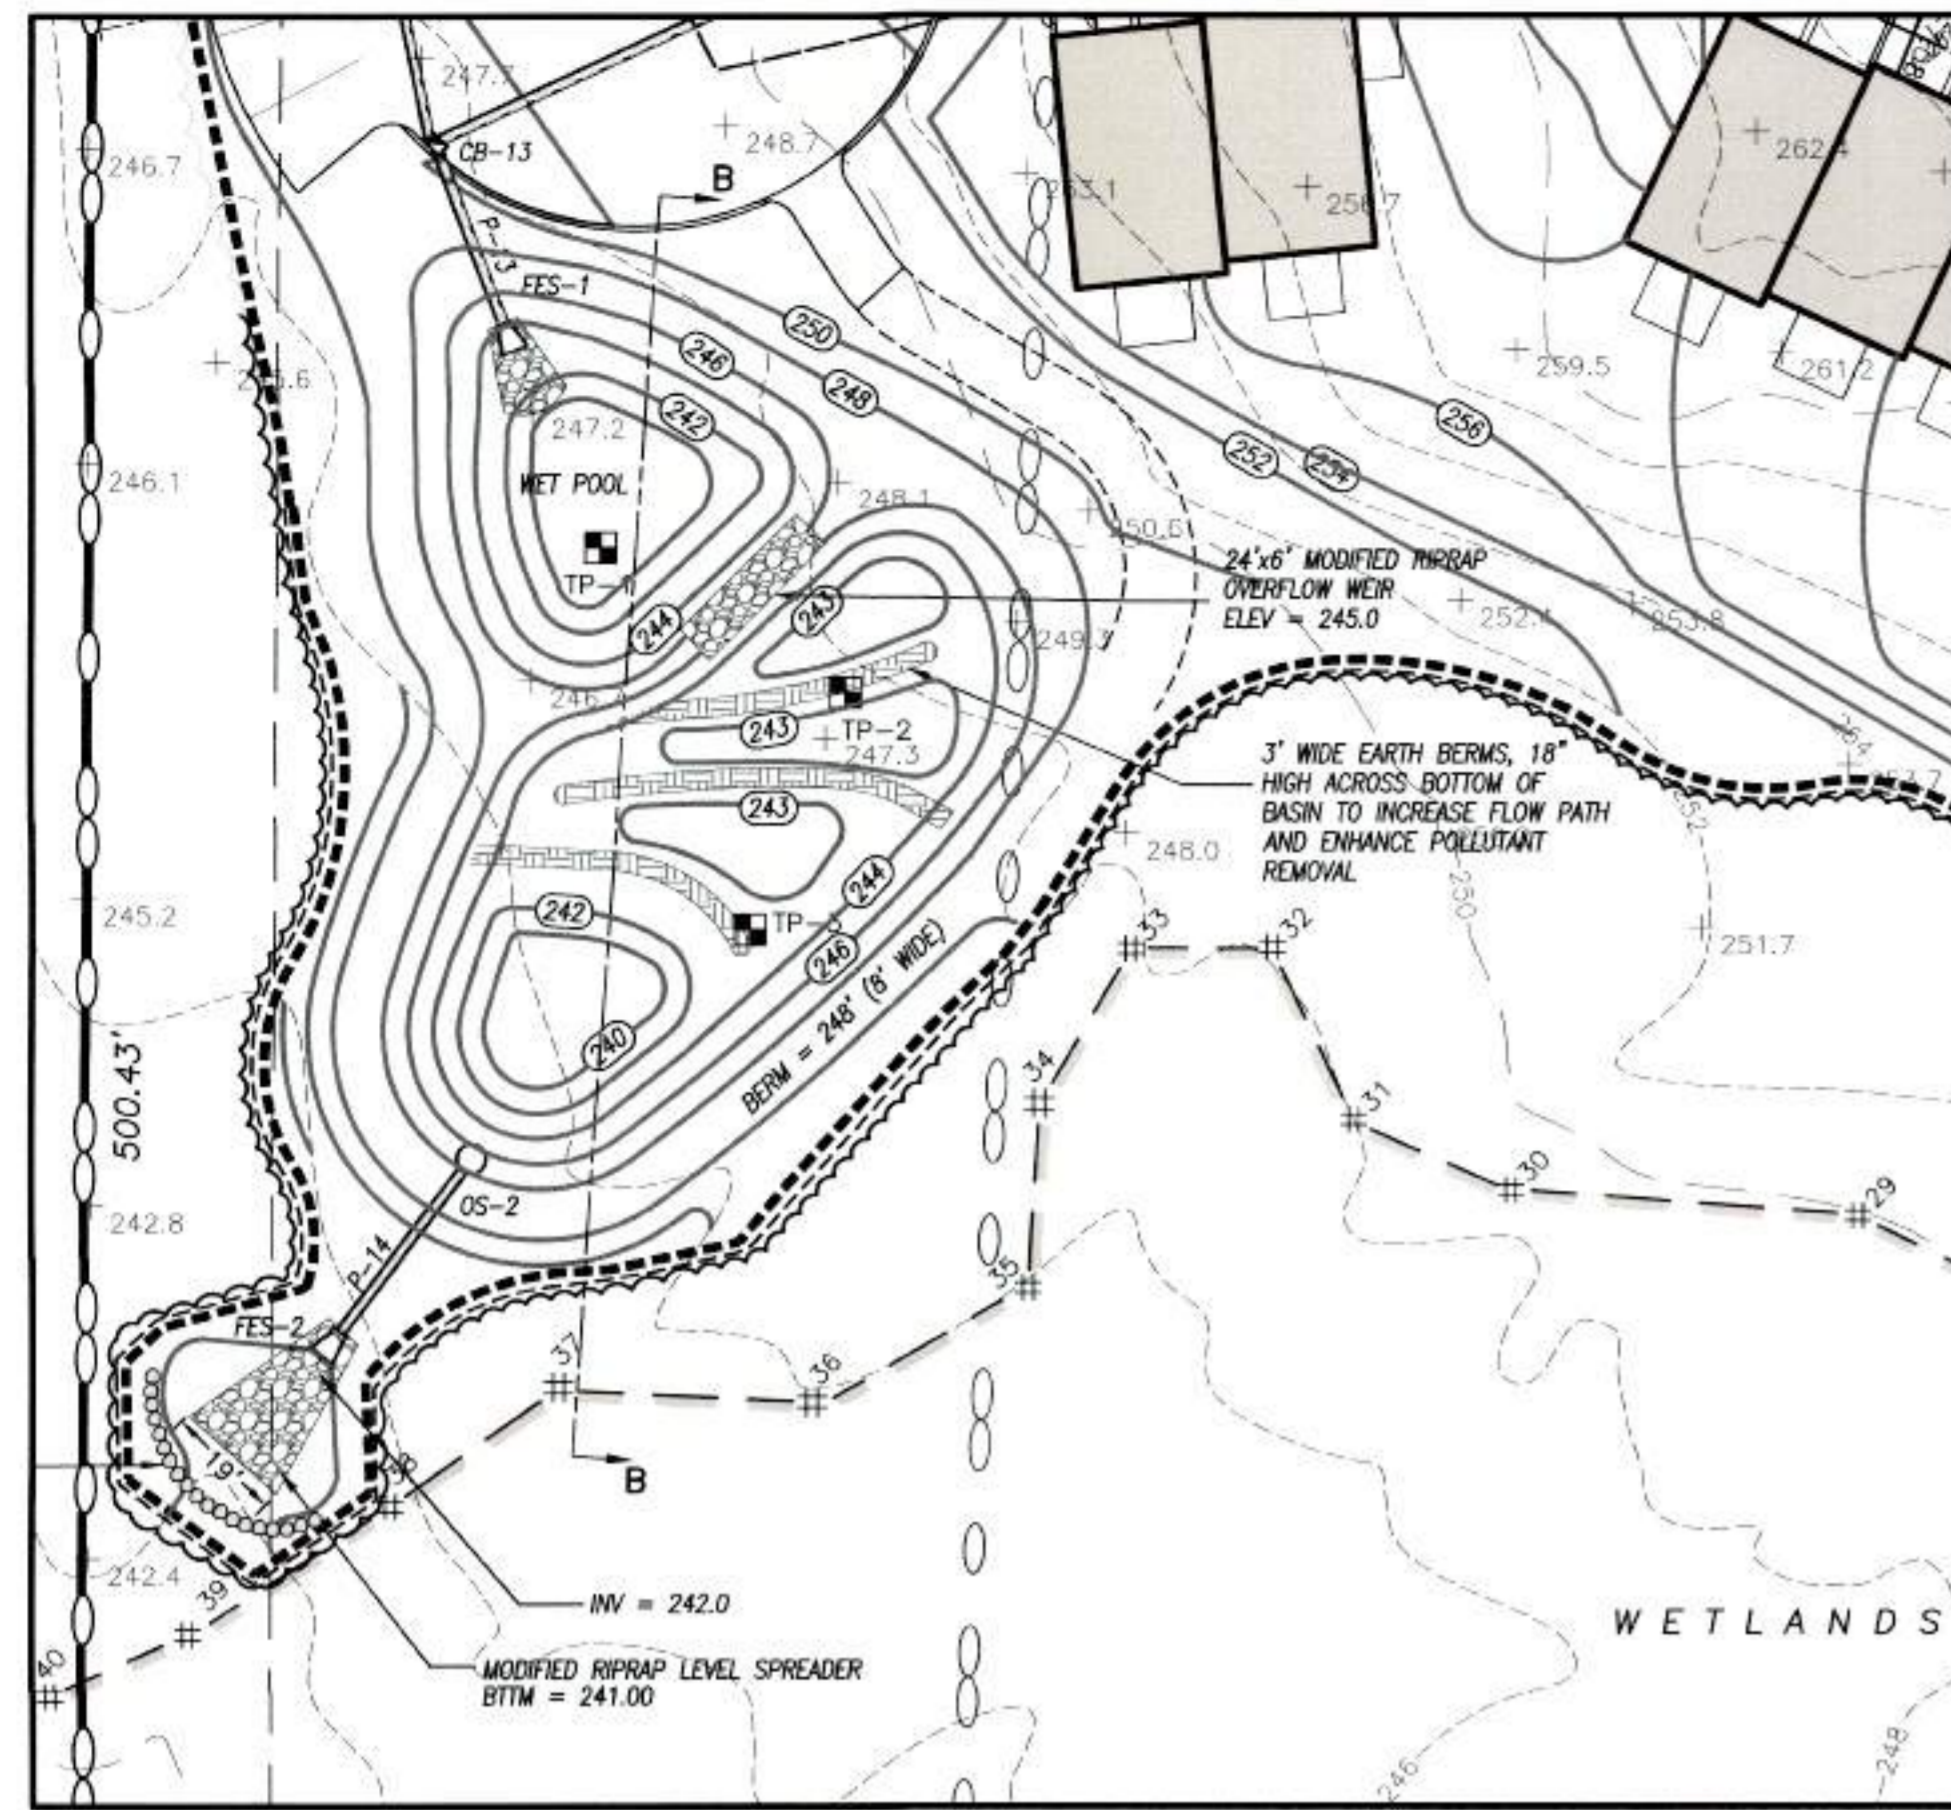 247.7
248.7
CB-13
B
246.7
262.4
253.1
256.7
P-13
FES-1
250
246
248
259.5
261.2
242
247.2
256
252
254
WET POOL
246.1
248.1
250.6
TP-1
243
244
24'x6' MODIFIED RIPRAP
OVERFLOW WEIR
ELEV = 245.0
252.4
253.8
249.3
246
243
TP-2
247.3
264
3' WIDE EARTH BERMS, 18"
HIGH ACROSS BOTTOM OF
BASIN TO INCREASE FLOW PATH
AND ENHANCE POLLUTANT
REMOVAL
252
243
248.0
250
244
242
245.2
TP-3
246
33
32
251.7
BERM = 248' (8' WIDE)
240
500.43'
34
31
30
29
OS-2
242.8
P-14
35
FES-2
37
36
38
19'
B
242.4
39
INV = 242.0
WETLANDS
40
MODIFIED RIPRAP LEVEL SPREADER
BTTM = 241.00
246
248